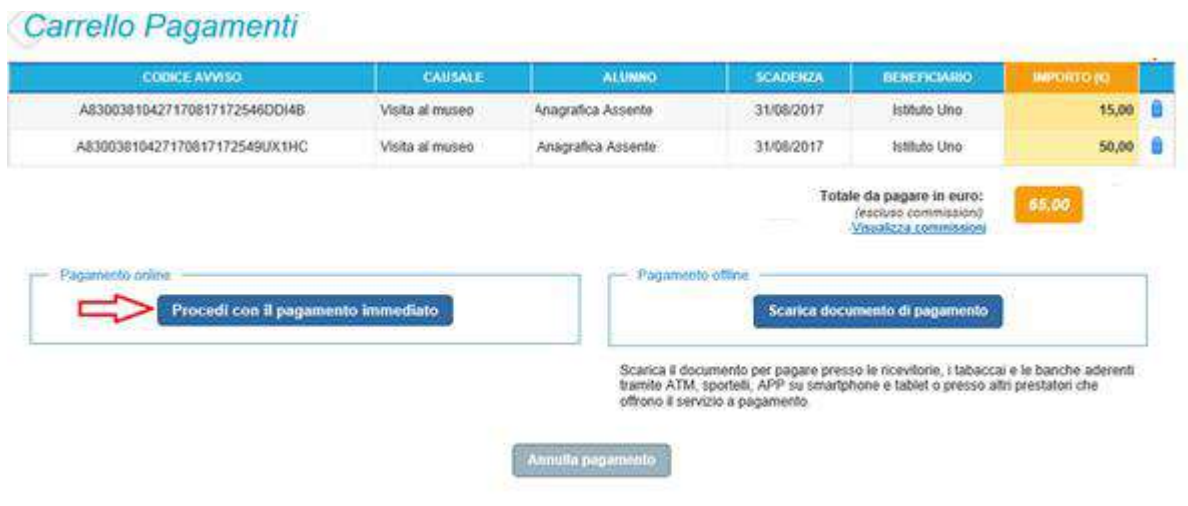 Carrello Pagamenti
CODICE AVVISO CAUSALE ALUNNO SCADENZA BENEFICIARIO IMPORTO (€)
A83003810427170817172546DDI4B Visita al museo Anagrafica Assente 31/08/2017 Istituto Uno 15,00
A83003810427170817172549UX1HC Visita al museo Anagrafica Assente 31/08/2017 Istituto Uno 50,00
Totale da pagare in euro: 65,00
(escluso commissioni)
Visualizza commissioni
Pagamento online Pagamento offline
Procedi con il pagamento immediato Scarica documento di pagamento
Scarica il documento per pagare presso le ricevitorie, i tabaccai e le banche aderenti
tramite ATM, sportelli, APP su smartphone e tablet o presso altri prestatori che
offrono il servizio a pagamento.
Annulla pagamento